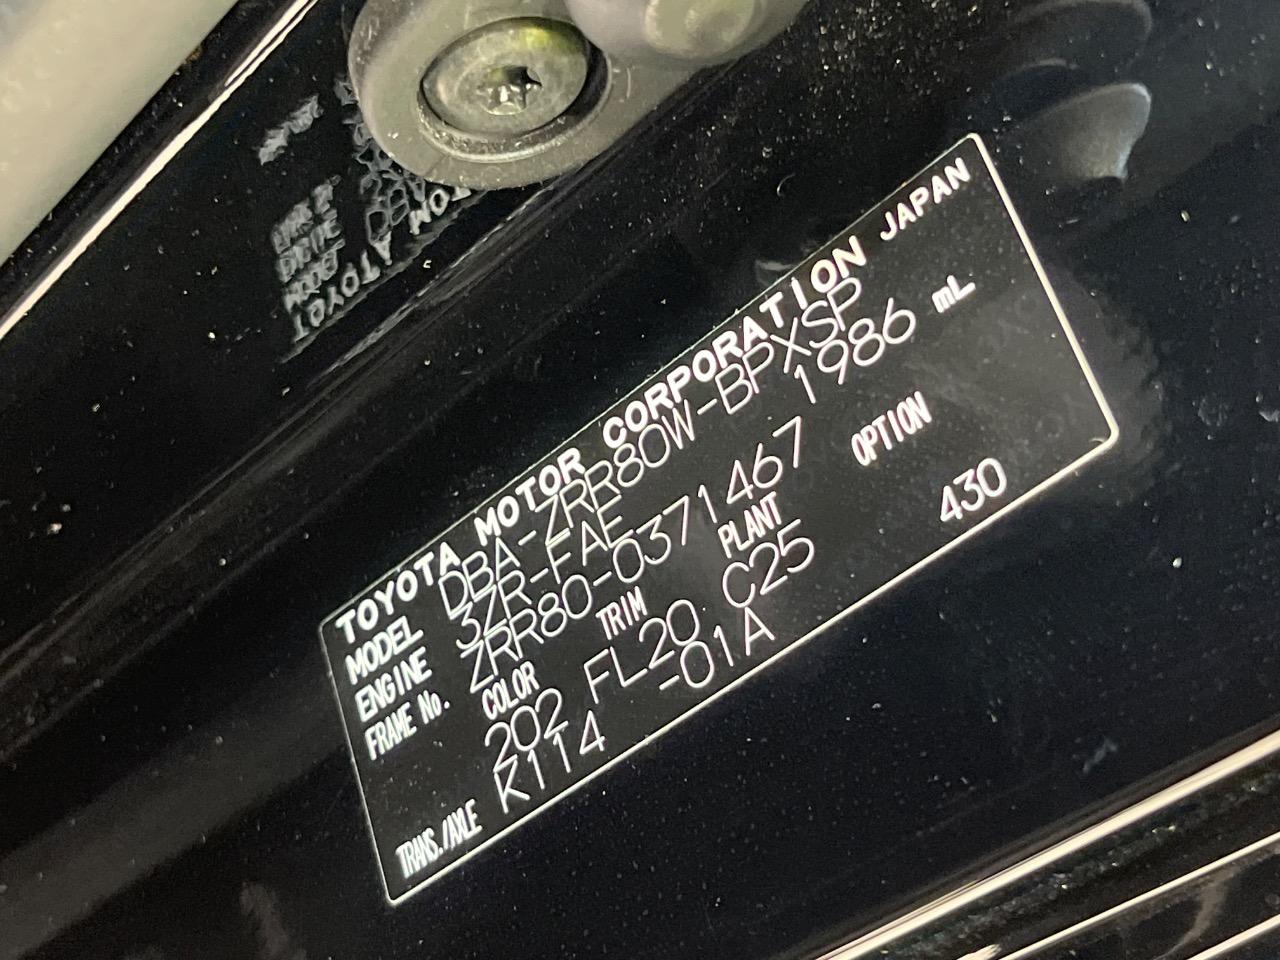 TOYOTA MOTOR CORPORATION JAPAN
MODEL DBA-ZRR80W-BPXSP
ENGINE 3ZR-FAE 1986 mL
FRAME No. ZRR80-0371467
COLOR TRIM PLANT OPTION
202 FL20 C25 430
TRANS./AXLE K114 -01A